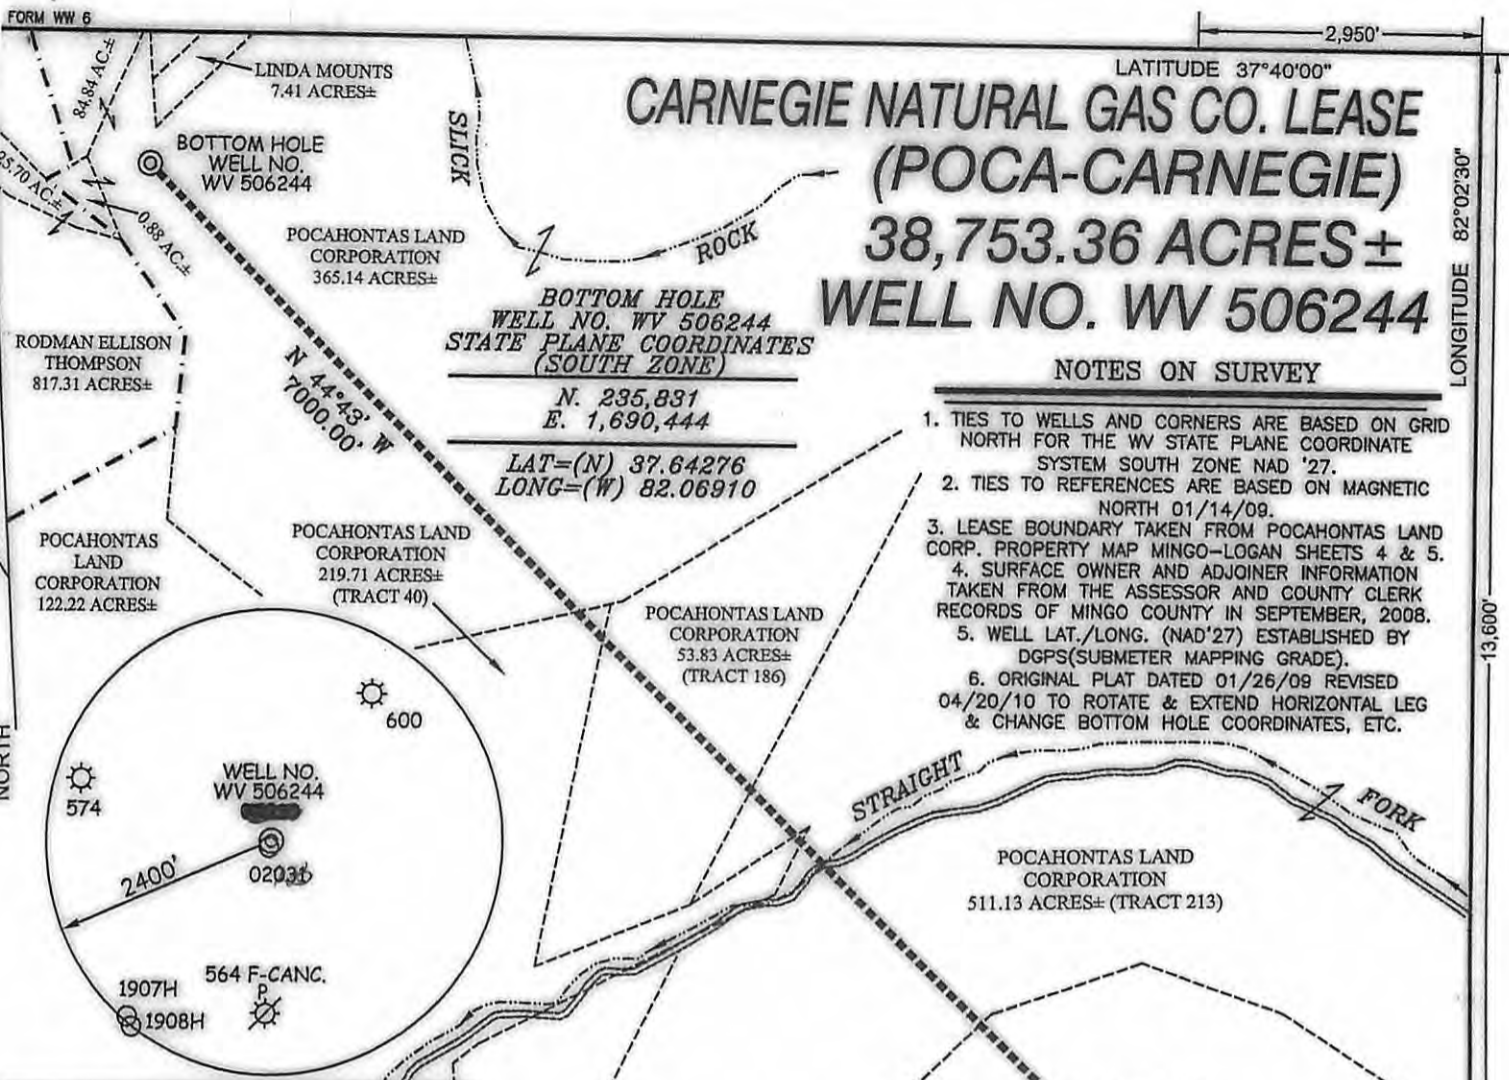 FORM WW 6
2,950'
LATITUDE 37°40'00"
CARNEGIE NATURAL GAS CO. LEASE
(POCA-CARNEGIE)
38,753.36 ACRES±
WELL NO. WV 506244
LONGITUDE 82°02'30"
13,600'
84.84 AC.±
LINDA MOUNTS
7.41 ACRES±
BOTTOM HOLE
WELL NO.
WV 506244
25.70 AC.±
0.88 AC.±
SLICK
ROCK
POCAHONTAS LAND
CORPORATION
365.14 ACRES±
BOTTOM HOLE
WELL NO. WV 506244
STATE PLANE COORDINATES
(SOUTH ZONE)
N. 235,831
E. 1,690,444
LAT=(N) 37.64276
LONG=(W) 82.06910
RODMAN ELLISON
THOMPSON
817.31 ACRES±
N 44°43' W
7000.00'
NOTES ON SURVEY
1. TIES TO WELLS AND CORNERS ARE BASED ON GRID
NORTH FOR THE WV STATE PLANE COORDINATE
SYSTEM SOUTH ZONE NAD '27.
2. TIES TO REFERENCES ARE BASED ON MAGNETIC
NORTH 01/14/09.
3. LEASE BOUNDARY TAKEN FROM POCAHONTAS LAND
CORP. PROPERTY MAP MINGO-LOGAN SHEETS 4 & 5.
4. SURFACE OWNER AND ADJOINER INFORMATION
TAKEN FROM THE ASSESSOR AND COUNTY CLERK
RECORDS OF MINGO COUNTY IN SEPTEMBER, 2008.
5. WELL LAT./LONG. (NAD'27) ESTABLISHED BY
DGPS(SUBMETER MAPPING GRADE).
6. ORIGINAL PLAT DATED 01/26/09 REVISED
04/20/10 TO ROTATE & EXTEND HORIZONTAL LEG
& CHANGE BOTTOM HOLE COORDINATES, ETC.
POCAHONTAS
LAND
CORPORATION
122.22 ACRES±
POCAHONTAS LAND
CORPORATION
219.71 ACRES±
(TRACT 40)
POCAHONTAS LAND
CORPORATION
53.83 ACRES±
(TRACT 186)
NORTH
600
574
WELL NO.
WV 506244
2400'
1907H
1908H
564 F-CANC.
P
STRAIGHT
FORK
POCAHONTAS LAND
CORPORATION
511.13 ACRES± (TRACT 213)